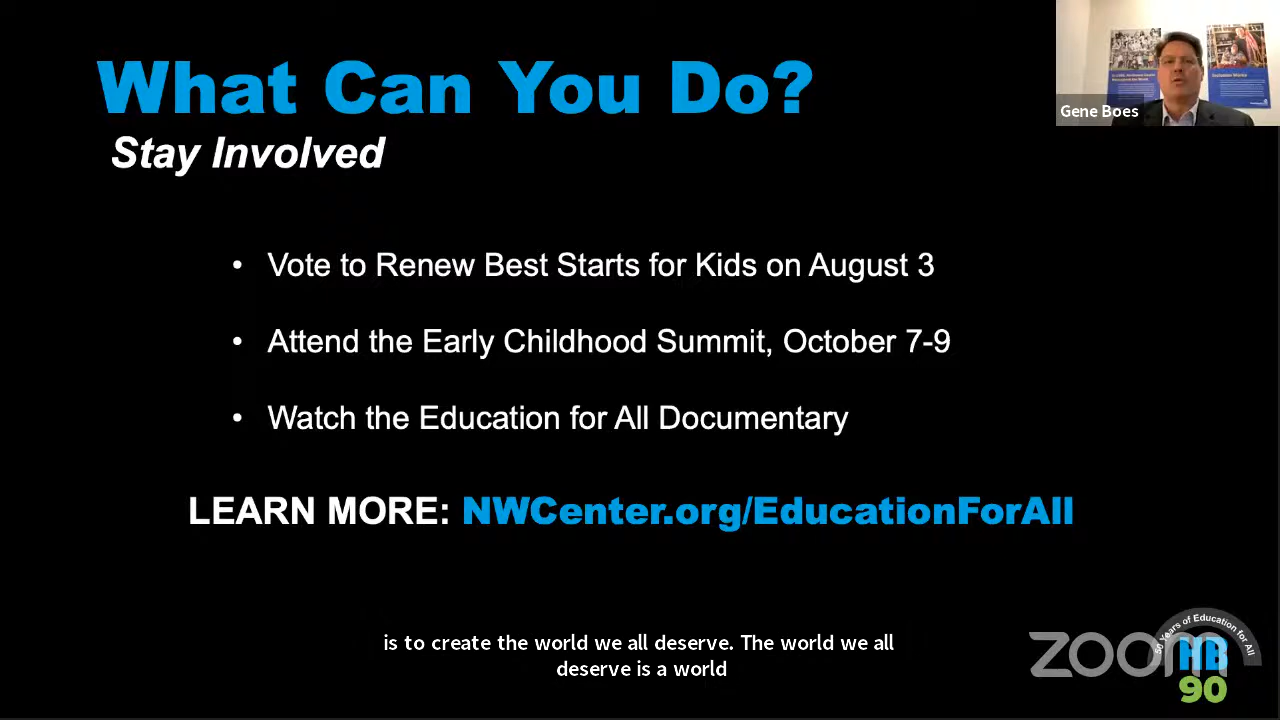 What Can You Do?
Stay Involved
Gene Boes
Inclusion Works
• Vote to Renew Best Starts for Kids on August 3
• Attend the Early Childhood Summit, October 7-9
• Watch the Education for All Documentary
LEARN MORE: NWCenter.org/EducationForAll
is to create the world we all deserve. The world we all
deserve is a world
zoom
50 Years of Education for All
HB
90